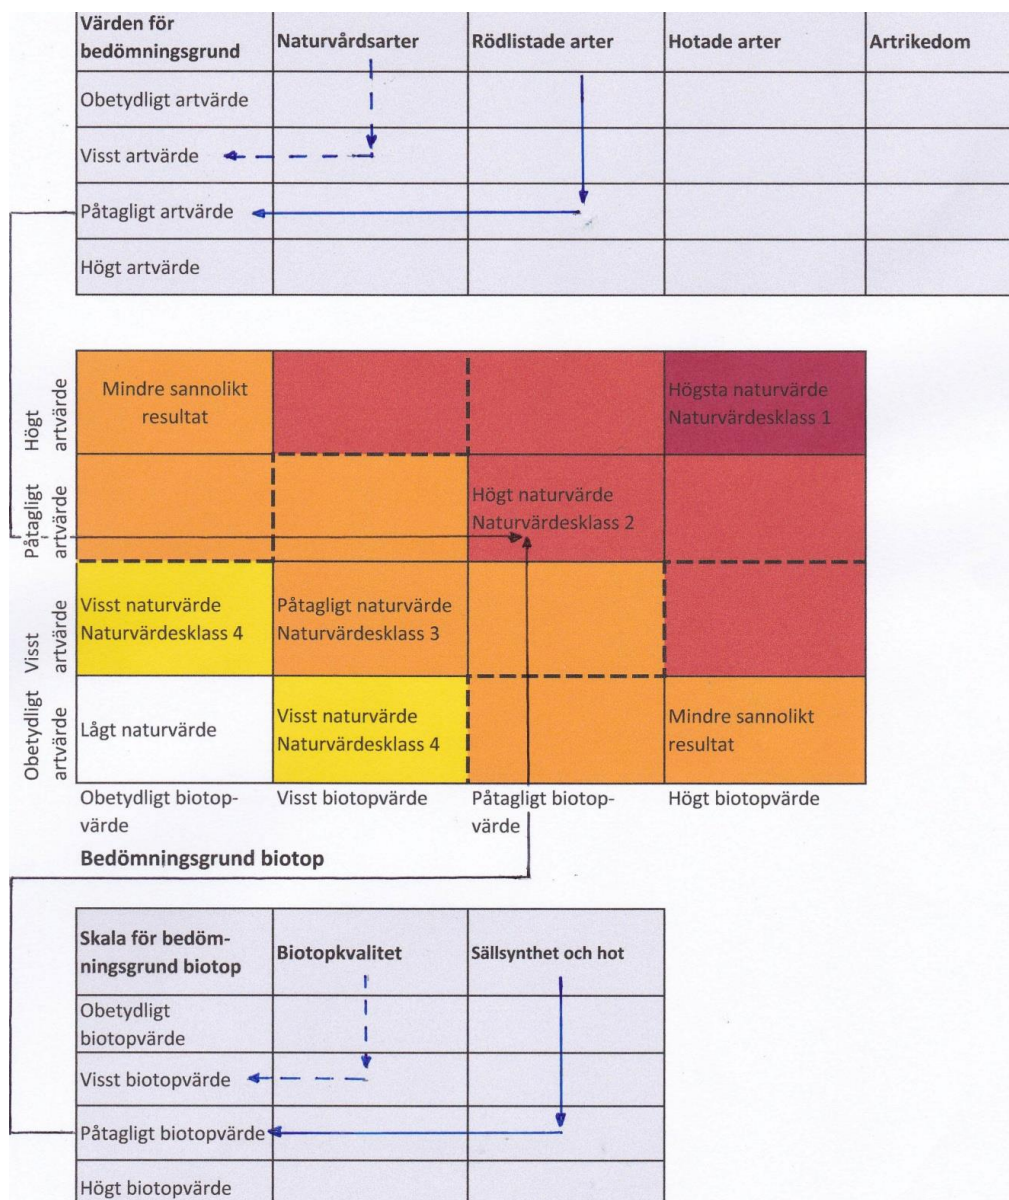 Värden för
bedömningsgrund
Naturvårdsarter
Rödlistade arter
Hotade arter
Artrikedom
Obetydligt artvärde
Visst artvärde
Påtagligt artvärde
Högt artvärde
Högt
artvärde
Mindre sannolikt
resultat
Högsta naturvärde
Naturvärdesklass 1
Påtagligt
artvärde
Högt naturvärde
Naturvärdesklass 2
Visst
artvärde
Visst naturvärde
Naturvärdesklass 4
Påtagligt naturvärde
Naturvärdesklass 3
Obetydligt
artvärde
Lågt naturvärde
Visst naturvärde
Naturvärdesklass 4
Mindre sannolikt
resultat
Obetydligt biotop-
värde
Visst biotopvärde
Påtagligt biotop-
värde
Högt biotopvärde
Bedömningsgrund biotop
Skala för bedöm-
ningsgrund biotop
Biotopkvalitet
Sällsynthet och hot
Obetydligt
biotopvärde
Visst biotopvärde
Påtagligt biotopvärde
Högt biotopvärde